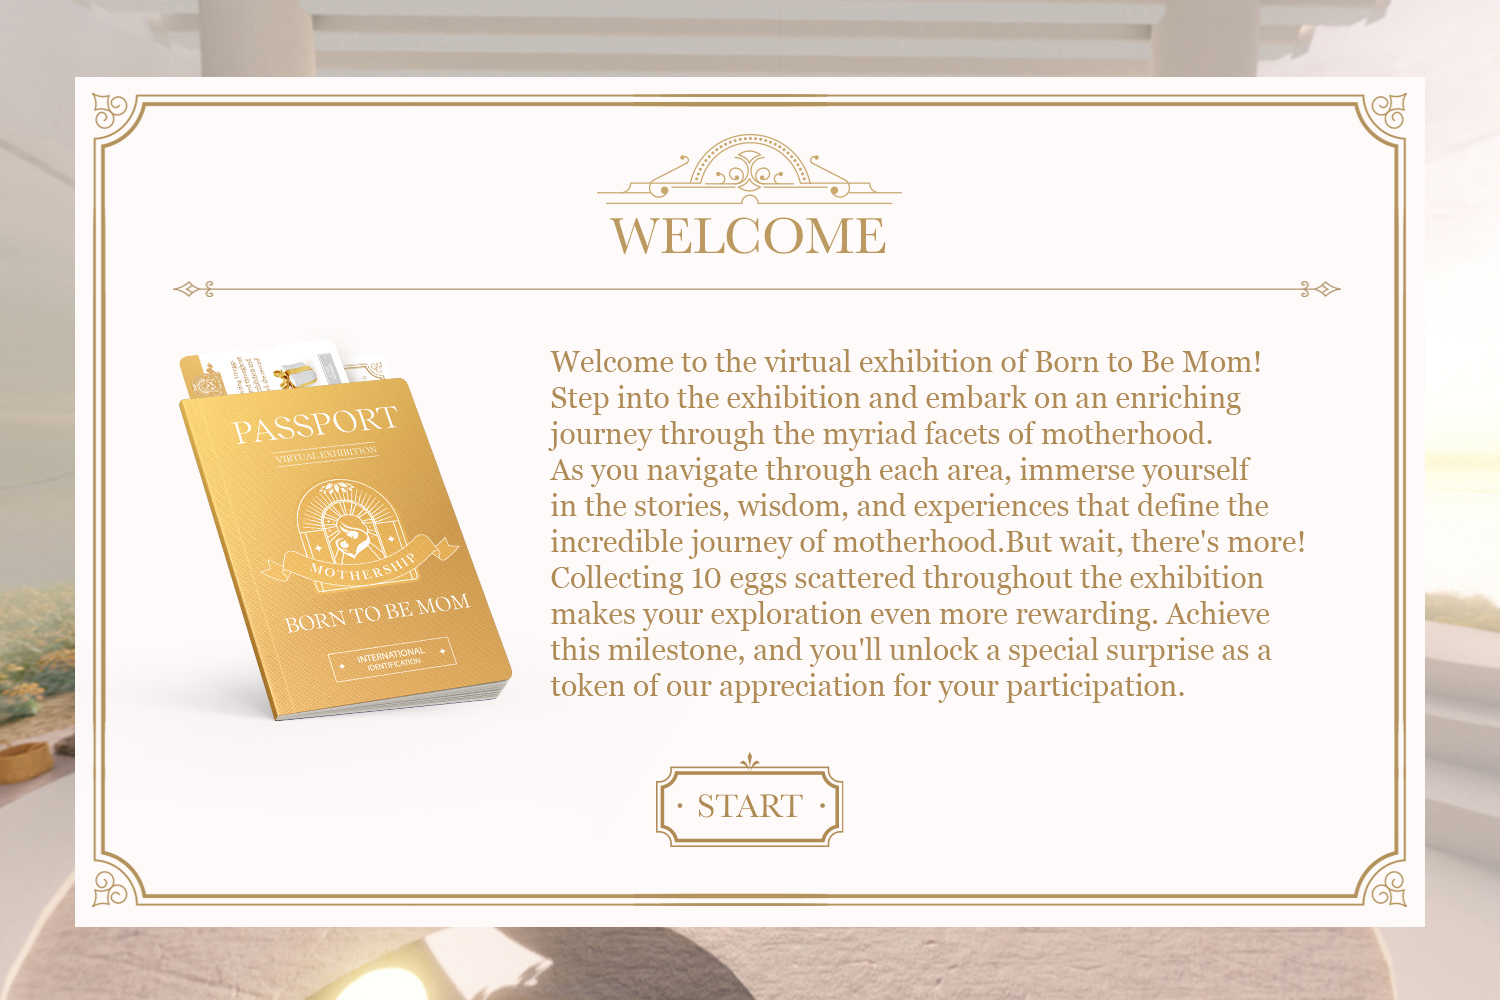 WELCOME
PASSPORT
VIRTUAL EXHIBITION
MOTHERSHIP
BORN TO BE MOM
INTERNATIONAL
IDENTIFICATION
Welcome to the virtual exhibition of Born to Be Mom!
Step into the exhibition and embark on an enriching
journey through the myriad facets of motherhood.
As you navigate through each area, immerse yourself
in the stories, wisdom, and experiences that define the
incredible journey of motherhood.But wait, there's more!
Collecting 10 eggs scattered throughout the exhibition
makes your exploration even more rewarding. Achieve
this milestone, and you'll unlock a special surprise as a
token of our appreciation for your participation.
START